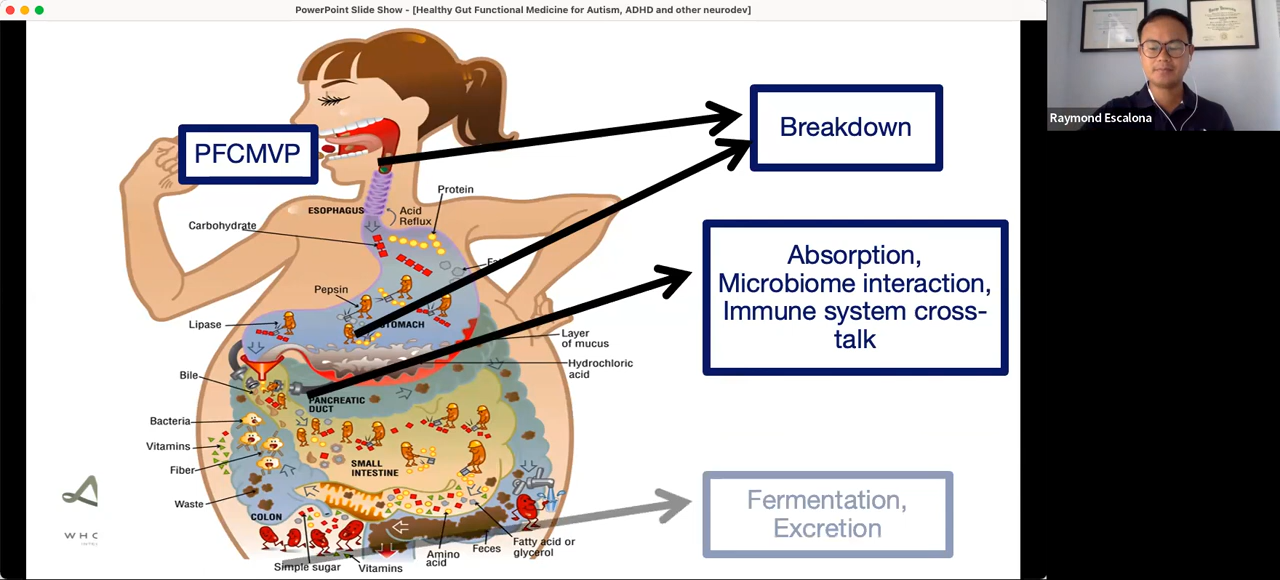 PowerPoint Slide Show - [Healthy Gut Functional Medicine for Autism, ADHD and other neurodev]
Raymond Escalona
PFCMVP
Breakdown
Protein
ESOPHAGUS
Acid
Reflux
Carbohydrate
Absorption,
Microbiome interaction,
Immune system cross-
talk
Pepsin
Lipase
Layer
of mucus
Hydrochloric
acid
Bile
PANCREATIC
DUCT
Bacteria
Vitamins
Fiber
SMALL
INTESTINE
Waste
COLON
Fermentation,
Excretion
WHO
Simple sugar
Vitamins
Amino
acid
Feces
Fatty acid or
glycerol